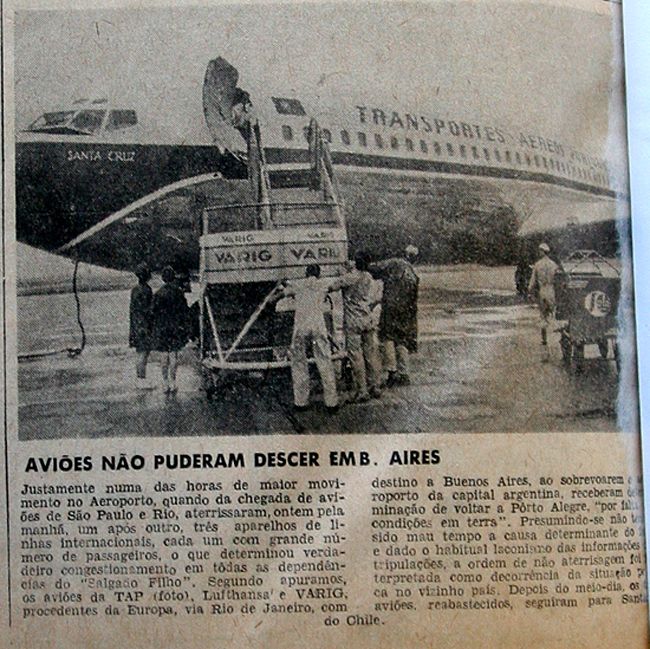 SANTA CRUZ
TRANSPORTES AEREOS
VARIG VARIG
VARIG VARIG
AVIÕES NÃO PUDERAM DESCER EM B. AIRES
Justamente numa das horas de maior movi-
mento no Aeroporto, quando da chegada de avi-
ões de São Paulo e Rio, aterrissaram, ontem pela
manhã, um após outro, três aparelhos de li-
nhas internacionais, cada um com grande nú-
mero de passageiros, o que determinou verda-
deiro congestionamento em tôdas as dependên-
cias do "Salgado Filho". Segundo apuramos,
os aviões da TAP (foto), Lufthansa e VARIG,
procedentes da Europa, via Rio de Janeiro, com
destino a Buenos Aires, ao sobrevoarem o
roporto da capital argentina, receberam
minação de voltar a Pôrto Alegre, "por falta
condições em terra". Presumindo-se não
sido mau tempo a causa determinante do
e dado o habitual laconismo das informações
tripulações, a ordem de não aterrisagem foi
terpretada como decorrência da situação
ca no vizinho país. Depois do meio-dia, os
aviões, reabastecidos, seguiram para
do Chile.